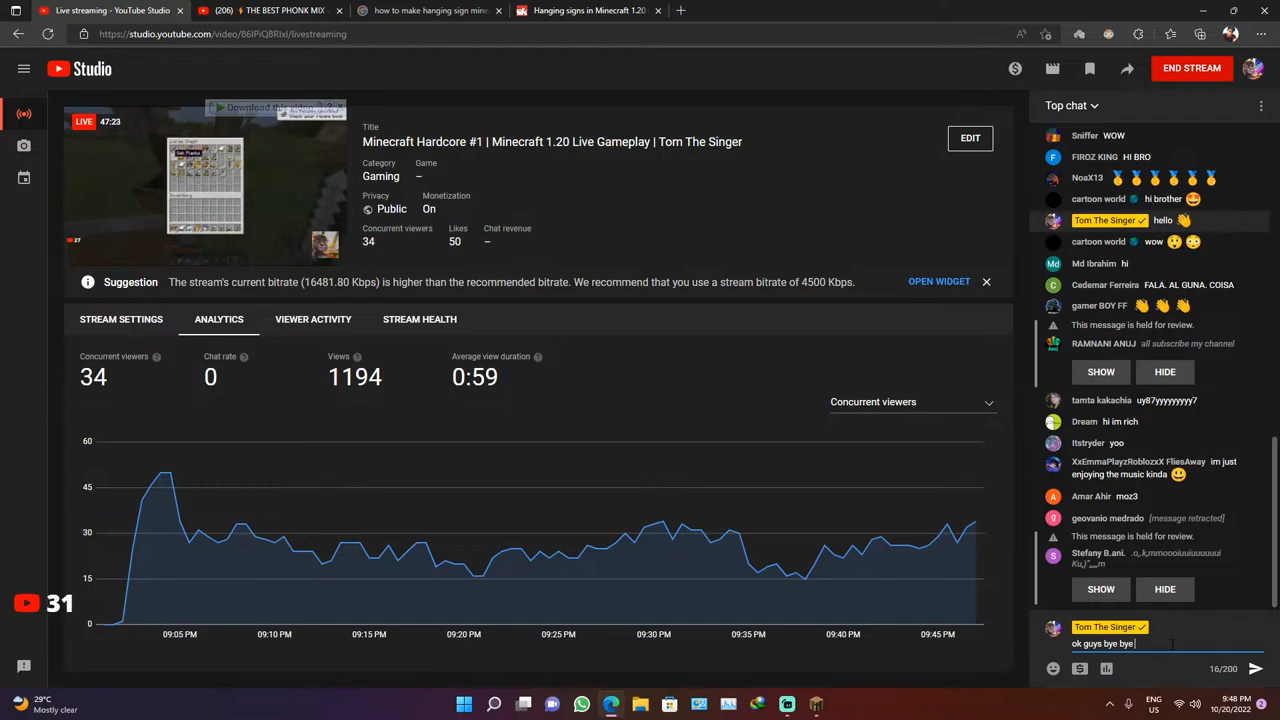 Live streaming - YouTube Studio
(206) ⚡ THE BEST PHONK MIX -
how to make hanging sign mine
Hanging signs in Minecraft 1.20
https://studio.youtube.com/video/86IPiQ8RlxI/livestreaming
Studio
END STREAM
LIVE 47:23
Download this video
Large Chest
Oak Planks
Inventory
27
Title
Minecraft Hardcore #1 | Minecraft 1.20 Live Gameplay | Tom The Singer
EDIT
Category Game
Gaming –
Privacy Monetization
Public On
Concurrent viewers Likes Chat revenue
34 50 –
Suggestion The stream's current bitrate (16481.80 Kbps) is higher than the recommended bitrate. We recommend that you use a stream bitrate of 4500 Kbps.
OPEN WIDGET
STREAM SETTINGS ANALYTICS VIEWER ACTIVITY STREAM HEALTH
Concurrent viewers Chat rate Views Average view duration
34 0 1194 0:59
Concurrent viewers
60
45
30
15
0
09:05 PM 09:10 PM 09:15 PM 09:20 PM 09:25 PM 09:30 PM 09:35 PM 09:40 PM 09:45 PM
31
Top chat
Sniffer WOW
FIROZ KING HI BRO
NoaX13 🏅 🏅 🏅 🏅 🏅 🏅
cartoon world hi brother 🤩
Tom The Singer hello 👋
cartoon world wow 😲 😳
Md Ibrahim hi
Cedemar Ferreira FALA. AL GUNA. COISA
gamer BOY FF 👏 👏 👏
This message is held for review.
RAMNANI ANUJ all subscribe my channel
SHOW HIDE
tamta kakachia uy87yyyyyyyyy7
Dream hi im rich
Itstryder yoo
XxEmmaPlayzRoblozxX FliesAway im just
enjoying the music kinda 😃
Amar Ahir moz3
geovanio medrado [message retracted]
This message is held for review.
Stefany B.ani.
SHOW HIDE
Tom The Singer
ok guys bye bye
16/200
29°C
Mostly clear
ENG
US
9:48 PM
10/20/2022
2